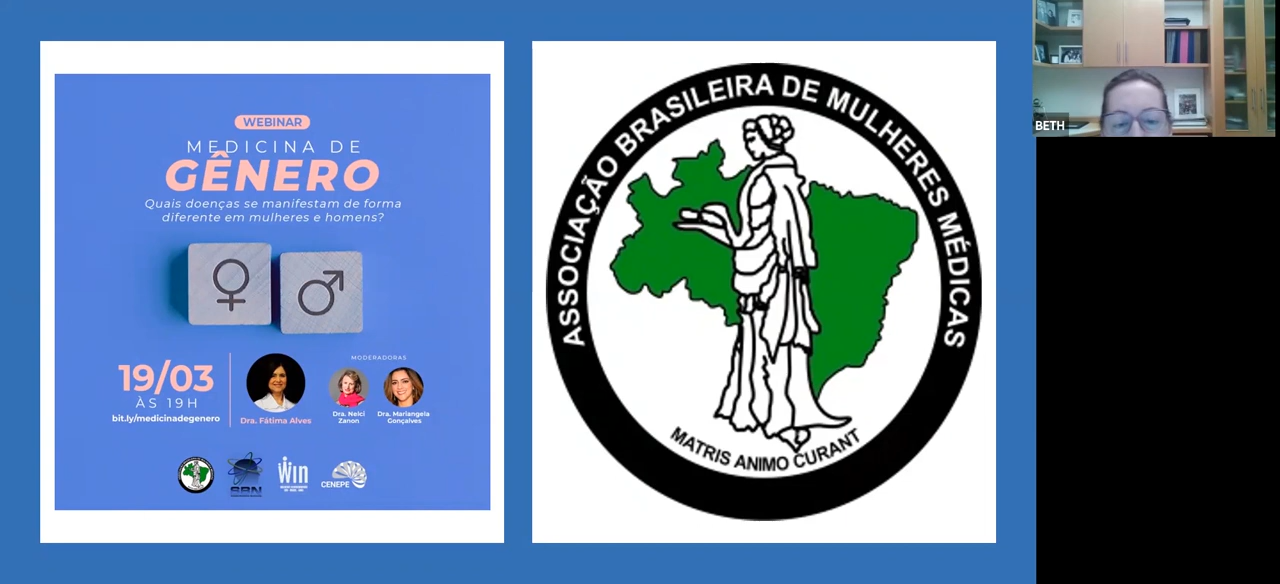 WEBINAR
MEDICINA DE
GÊNERO
Quais doenças se manifestam de forma
diferente em mulheres e homens?
19/03
ÀS 19H
bit.ly/medicinadegenero
Dra. Fátima Alves
MODERADORAS
Dra. Nelci
Zanon
Dra. Mariangela
Gonçalves
SBN
WIN
CENEPE
ASSOCIAÇÃO BRASILEIRA DE MULHERES MÉDICAS
MATRIS ANIMO CURANT
BETH